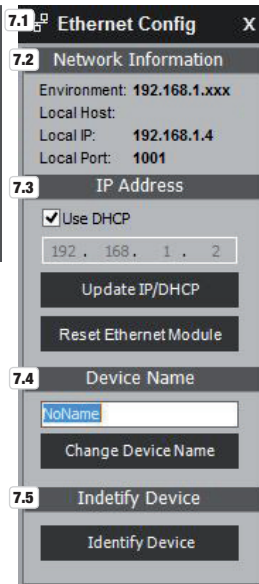 7.1 Ethernet Config X
7.2 Network Information
Environment: 192.168.1.xxx
Local Host:
Local IP: 192.168.1.4
Local Port: 1001
7.3 IP Address
Use DHCP
192 . 168 . 1 . 2
Update IP/DHCP
Reset Ethernet Module
7.4 Device Name
NoName
Change Device Name
7.5 Indetify Device
Identify Device